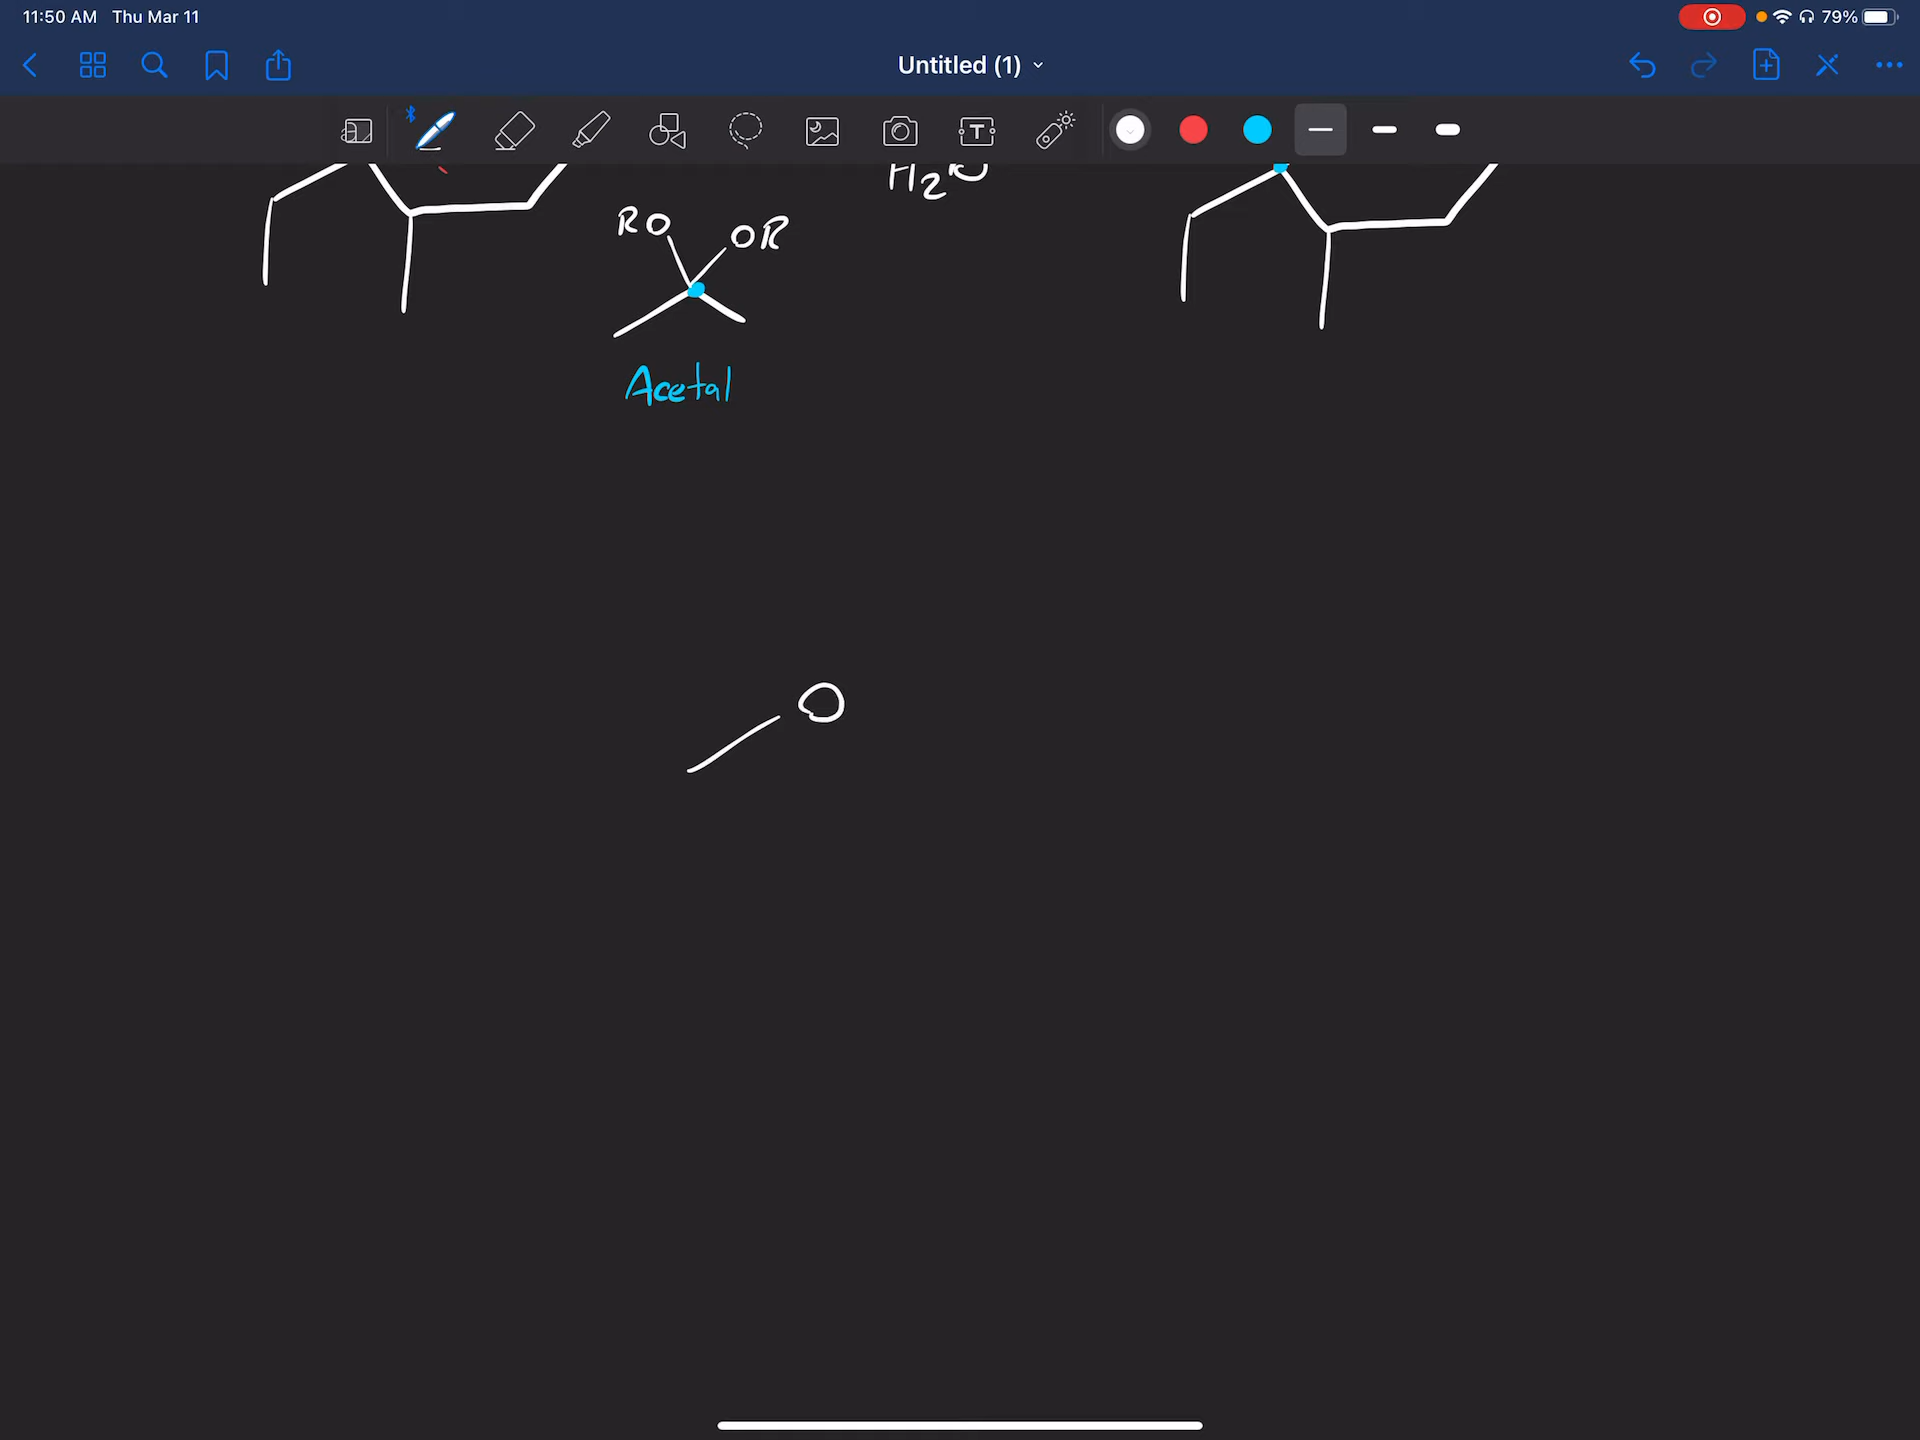 11:50 AM Thu Mar 11
79%
Untitled (1)
T
H2O
RO
OR
Acetal
O